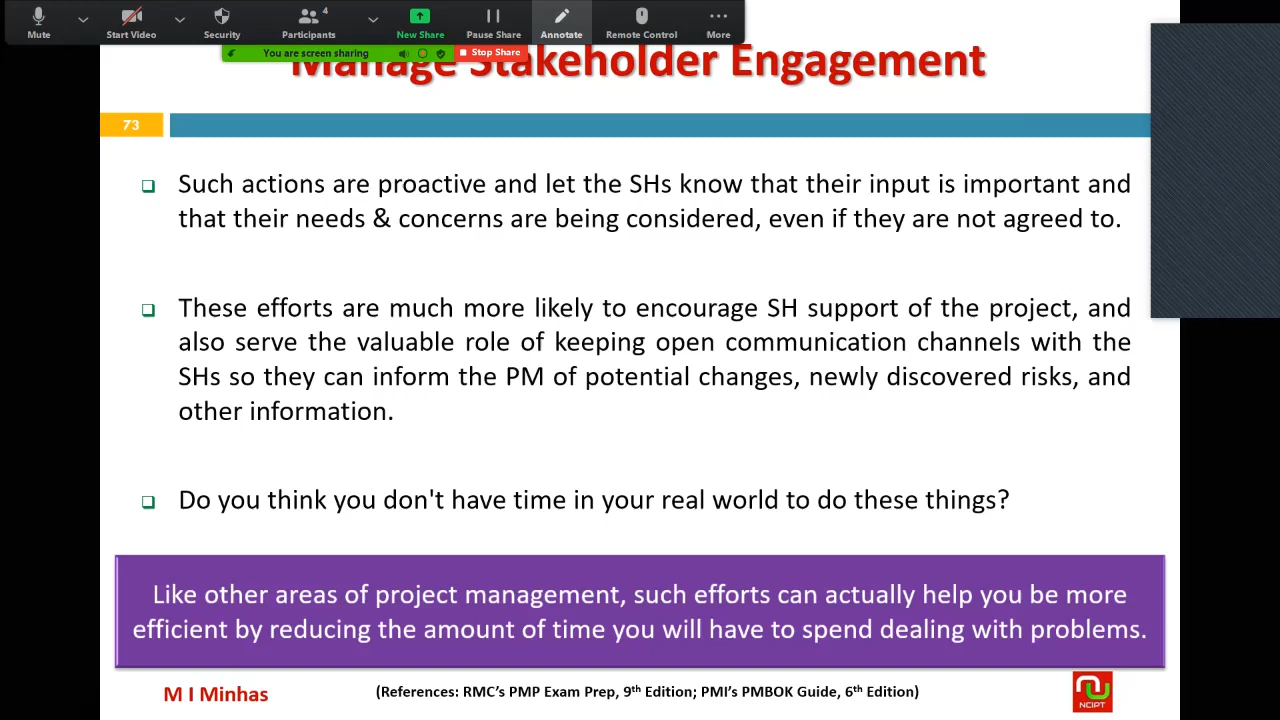 Mute
Start Video
Security
Participants
4
New Share
Pause Share
Annotate
Remote Control
More
You are screen sharing
Stop Share
Manage Stakeholder Engagement
73
Such actions are proactive and let the SHs know that their input is important and
that their needs & concerns are being considered, even if they are not agreed to.
These efforts are much more likely to encourage SH support of the project, and
also serve the valuable role of keeping open communication channels with the
SHs so they can inform the PM of potential changes, newly discovered risks, and
other information.
Do you think you don't have time in your real world to do these things?
Like other areas of project management, such efforts can actually help you be more
efficient by reducing the amount of time you will have to spend dealing with problems.
M I Minhas
(References: RMC’s PMP Exam Prep, 9th Edition; PMI’s PMBOK Guide, 6th Edition)
NCIPT